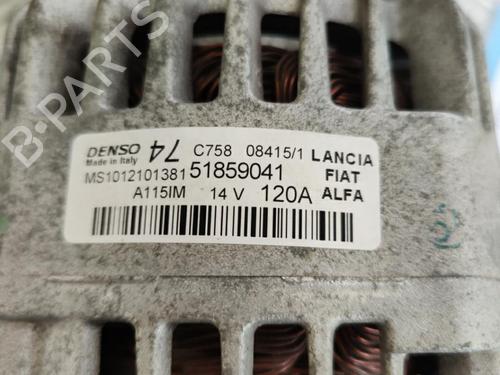 B-PARTS
DENSO 74 C758 08415/1 LANCIA
Made in Italy
MS1012101381 51859041 FIAT
A115IM 14 V 120A ALFA